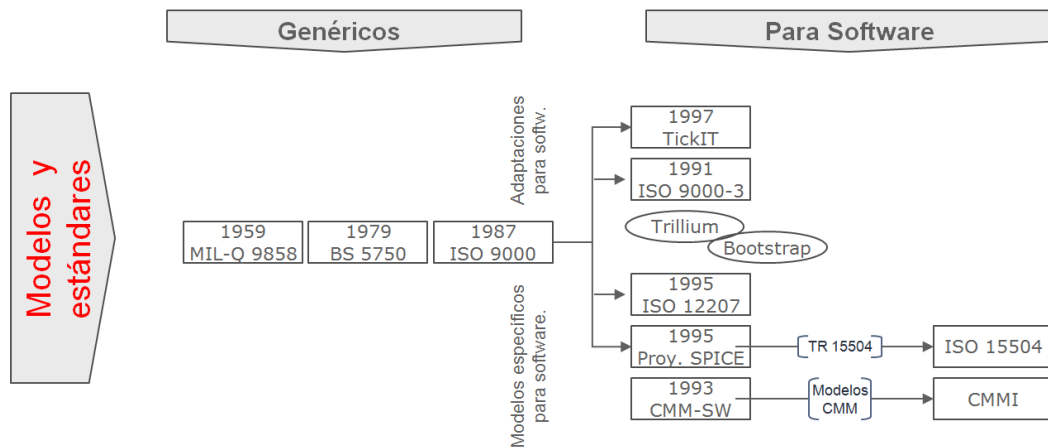 Genéricos
Para Software
Modelos y
estándares
Adaptaciones
para softw.
1997
TickIT
1991
ISO 9000-3
Trillium
Bootstrap
1959
MIL-Q 9858
1979
BS 5750
1987
ISO 9000
Modelos especificos
para software.
1995
ISO 12207
1995
Proy. SPICE
TR 15504
ISO 15504
1993
CMM-SW
Modelos
CMM
CMMI